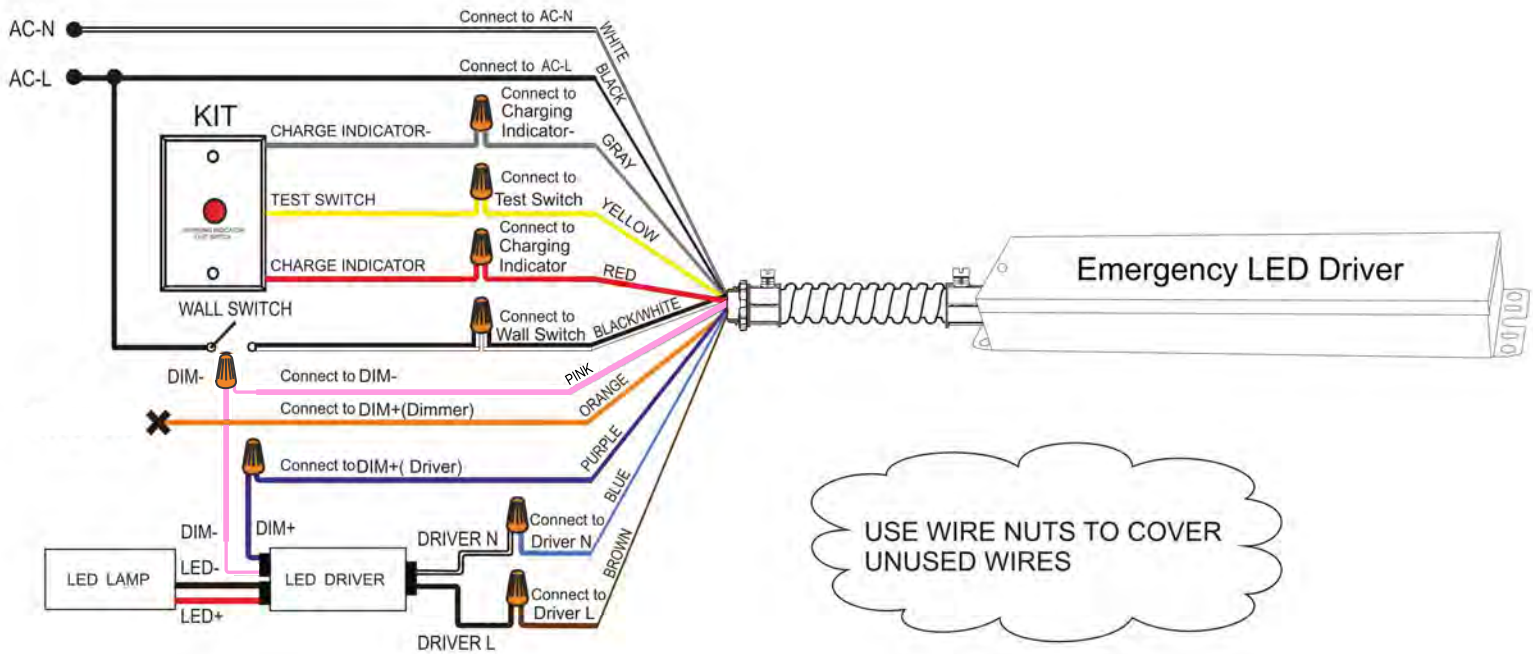 AC-N
Connect to AC-N
WHITE
AC-L
Connect to AC-L
BLACK
KIT
CHARGE INDICATOR-
Connect to
Charging
Indicator-
GRAY
TEST SWITCH
Connect to
Test Switch
YELLOW
CHARGE INDICATOR
Connect to
Charging
Indicator
RED
CHARGING INDICATOR
TEST SWITCH
WALL SWITCH
Connect to
Wall Switch
BLACK/WHITE
DIM-
Connect to DIM-
PINK
Connect to DIM+(Dimmer)
ORANGE
Connect to DIM+( Driver)
PURPLE
DIM-
DIM+
DRIVER N
Connect to
Driver N
BLUE
LED LAMP
LED-
LED+
LED DRIVER
DRIVER L
Connect to
Driver L
BROWN
Emergency LED Driver
USE WIRE NUTS TO COVER
UNUSED WIRES